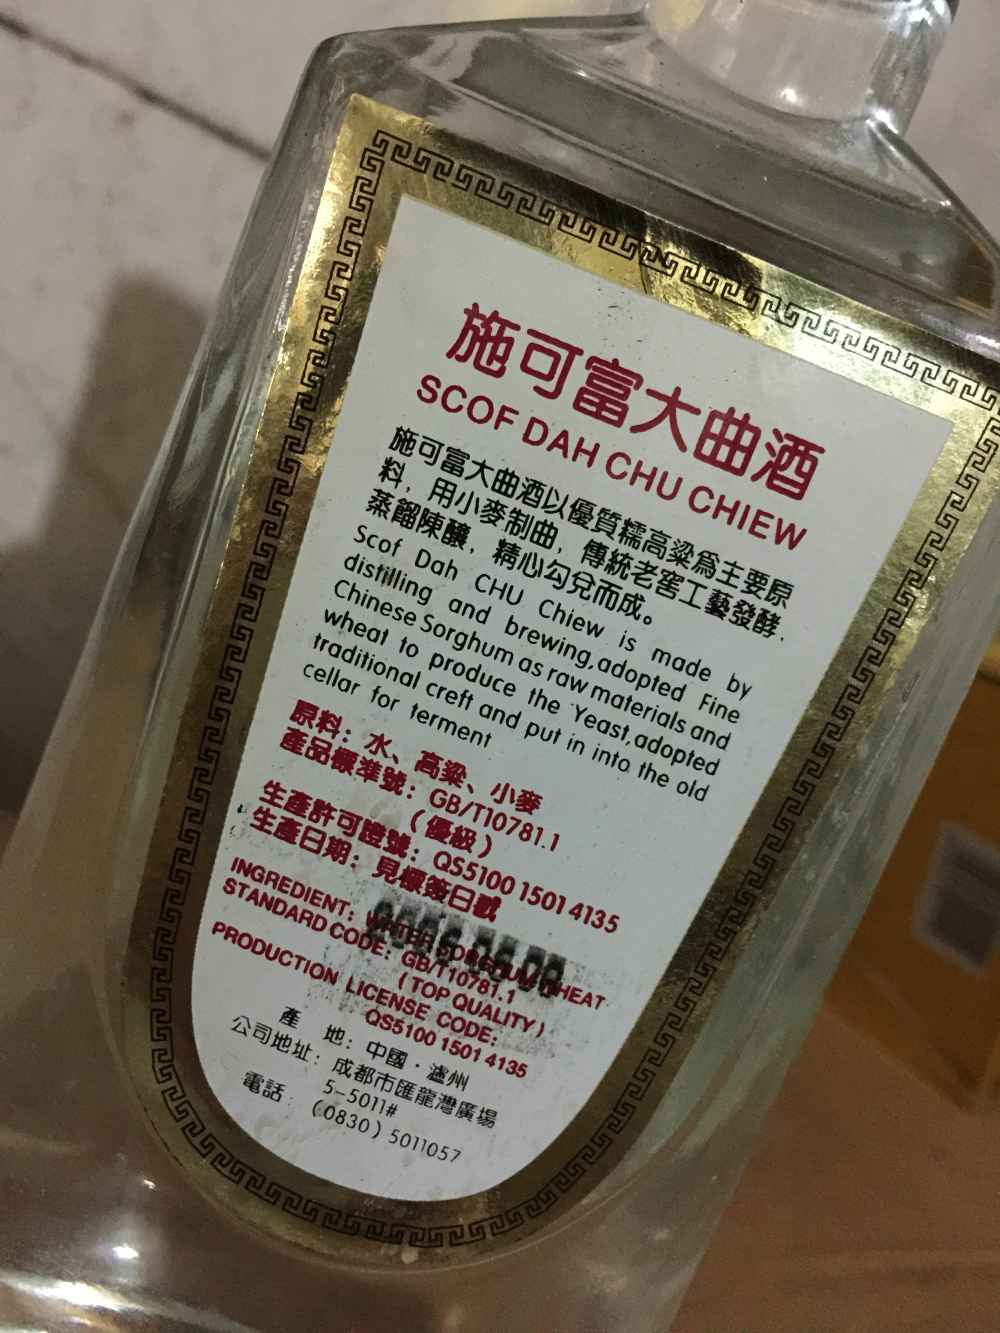 施可富大曲酒
SCOF DAH CHU CHIEW
施可富大曲酒以優質糯高粱爲主要原
料，用小麥制曲，傳統老窖工藝發酵，
蒸餾陳釀，精心勾兌而成。
Scof Dah CHU Chiew is made by
distilling and brewing,adopted Fine
Chinese Sorghum as raw materials and
wheat to produce the Yeast,adopted
traditional creft and put in into the old
cellar for terment
原料：水、高粱、小麥
產品標準號：GB/T10781.1
（優級）
生產許可證號：QS5100 1501 4135
生產日期：見標簽日戳
INGREDIENT: WATER SORGHUM WHEAT
STANDARD CODE: GB/T10781.1
(TOP QUALITY)
PRODUCTION LICENSE CODE:
QS5100 1501 4135
產 地：中國·瀘州
公司地址：成都市匯龍灣廣場
5-5011#
電話：(0830) 5011057